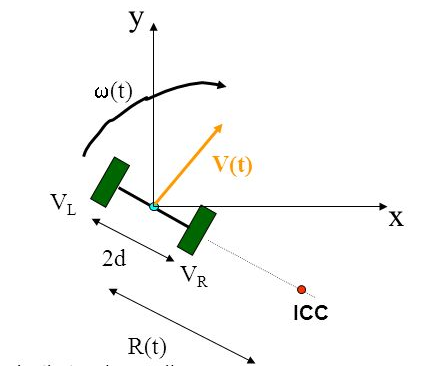 y
ω(t)
V(t)
V_L
x
2d
V_R
ICC
R(t)